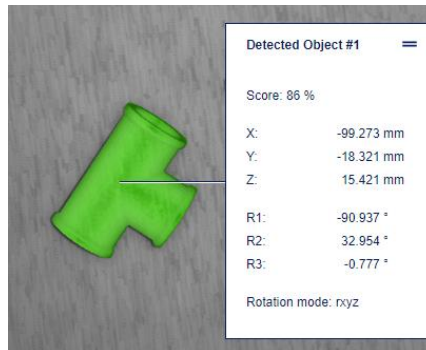 Detected Object #1
Score: 86 %
X: -99.273 mm
Y: -18.321 mm
Z: 15.421 mm
R1: -90.937 °
R2: 32.954 °
R3: -0.777 °
Rotation mode: rxyz